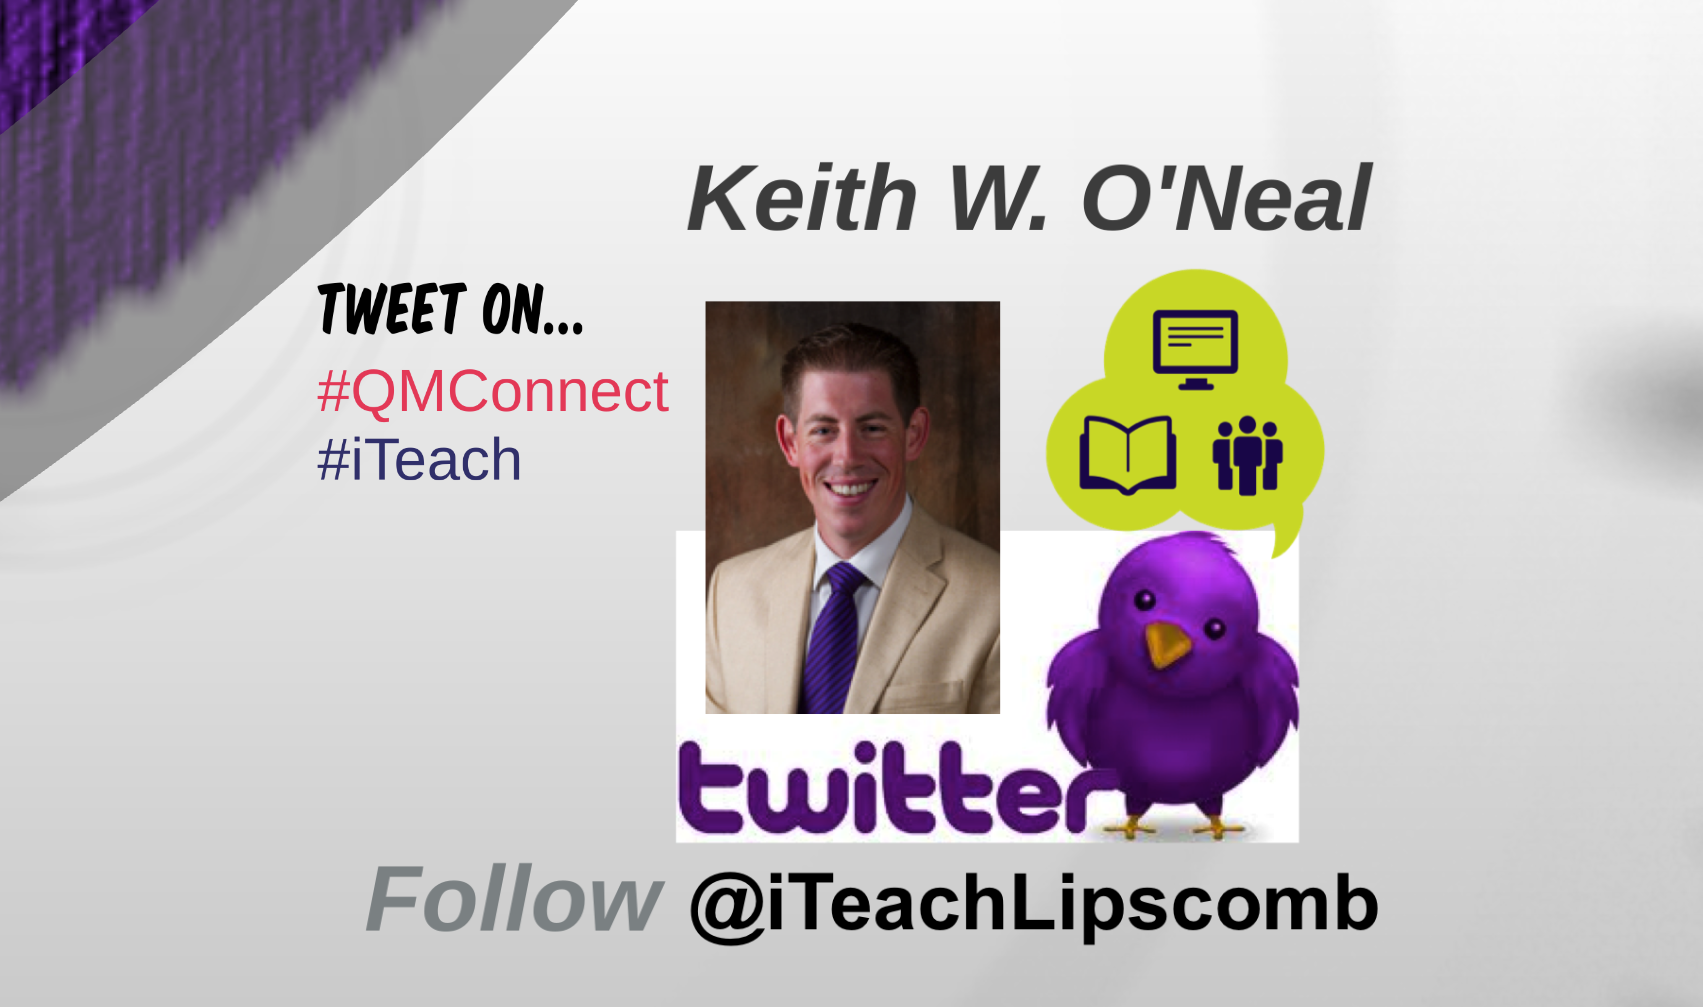 Keith W. O'Neal
TWEET ON...
#QMConnect
#iTeach
twitter
Follow @iTeachLipscomb